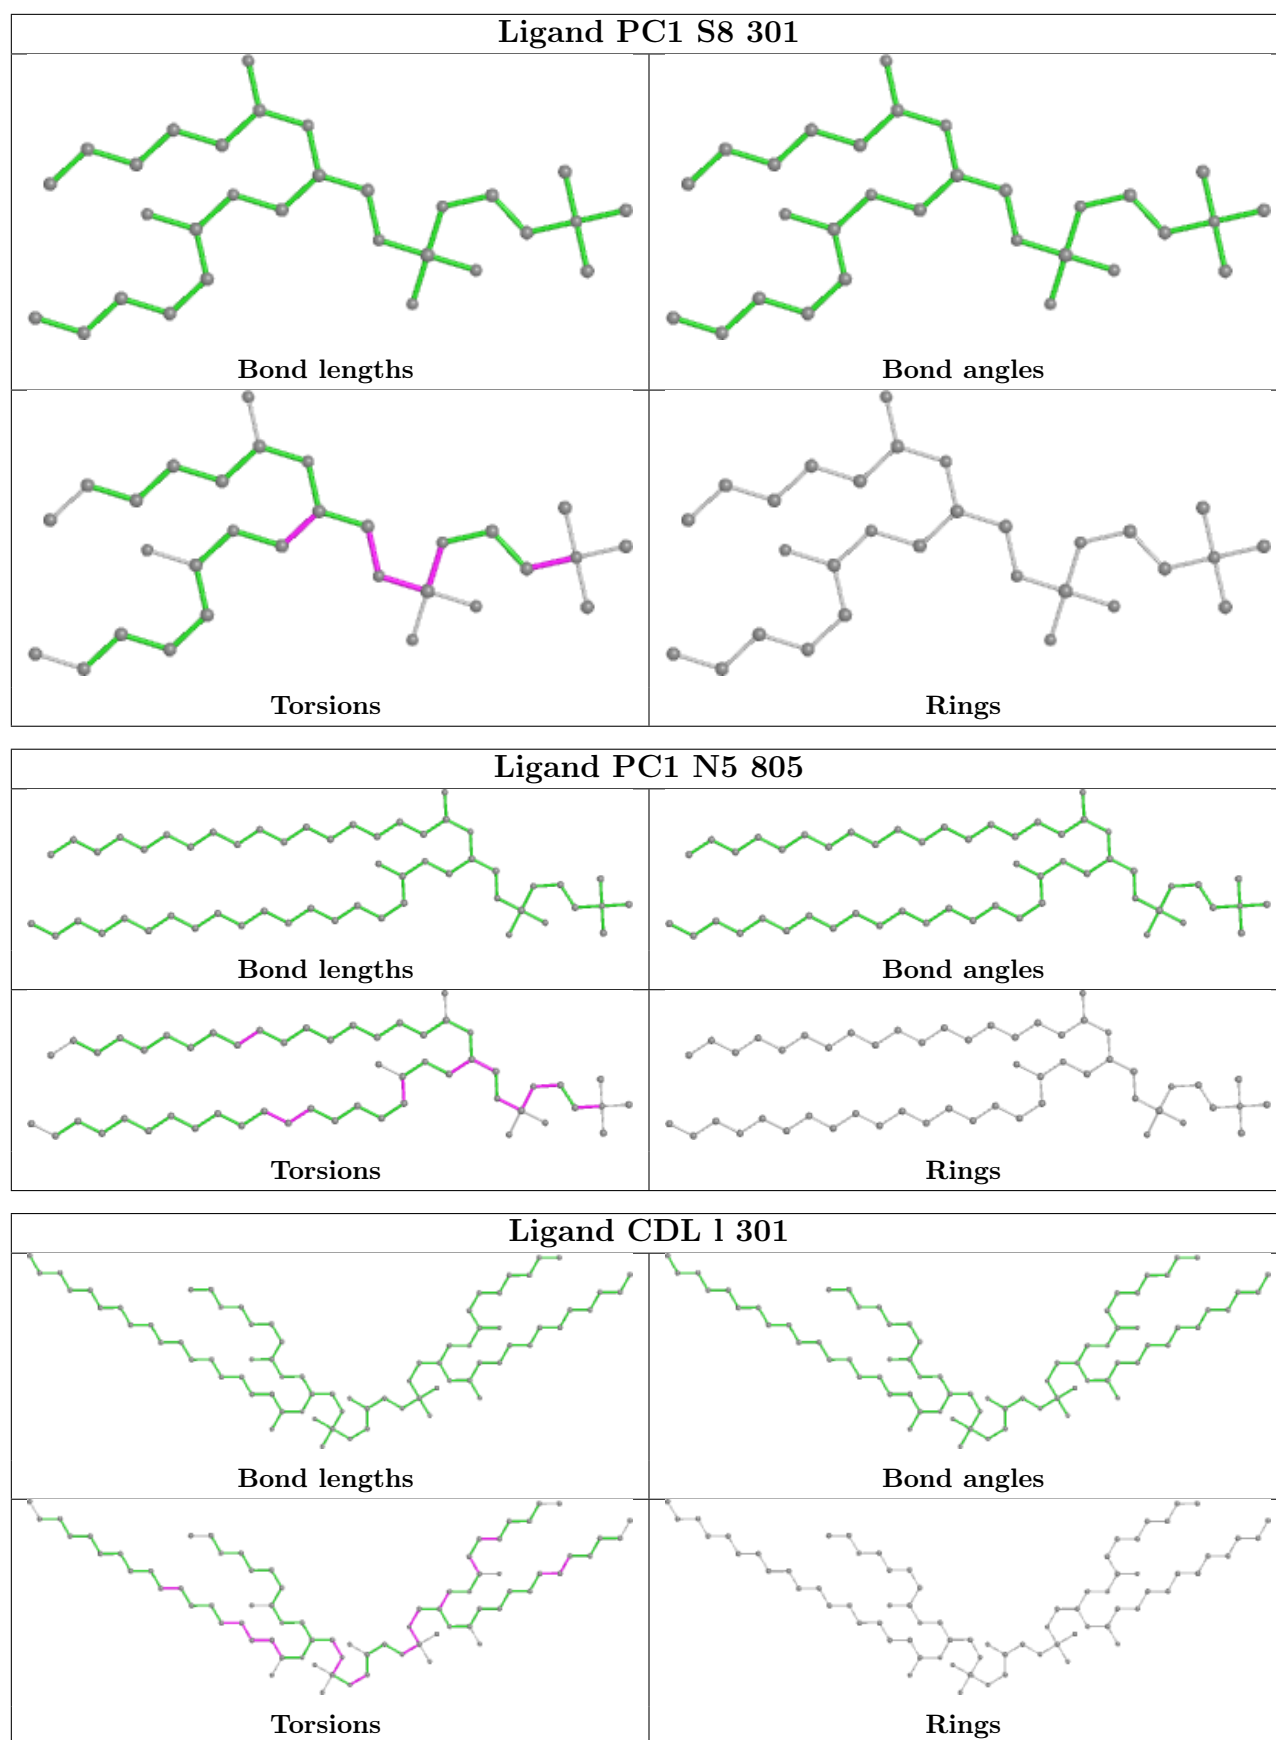 Ligand PC1 S8 301
Bond lengths
Bond angles
Torsions
Rings
Ligand PC1 N5 805
Bond lengths
Bond angles
Torsions
Rings
Ligand CDL l 301
Bond lengths
Bond angles
Torsions
Rings